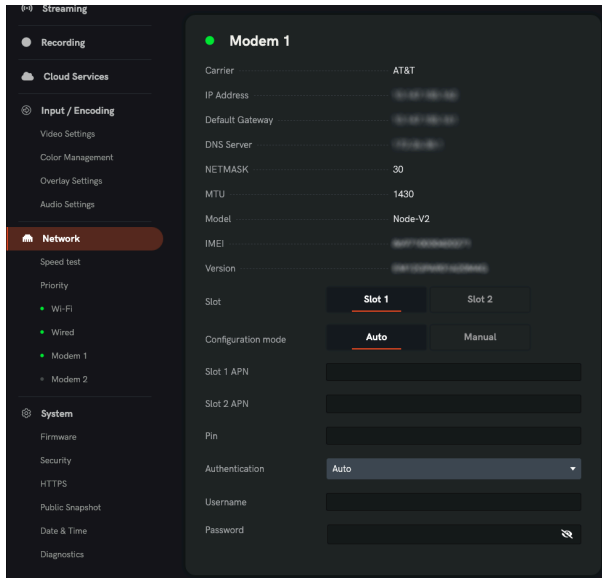 Streaming
Recording
Cloud Services
Input / Encoding
Video Settings
Color Management
Overlay Settings
Audio Settings
Network
Speed test
Priority
Wi-Fi
Wired
Modem 1
Modem 2
System
Firmware
Security
HTTPS
Public Snapshot
Date & Time
Diagnostics
Modem 1
Carrier AT&T
IP Address
Default Gateway
DNS Server
NETMASK 30
MTU 1430
Model Node-V2
IMEI
Version
Slot Slot 1 Slot 2
Configuration mode Auto Manual
Slot 1 APN
Slot 2 APN
Pin
Authentication Auto
Username
Password